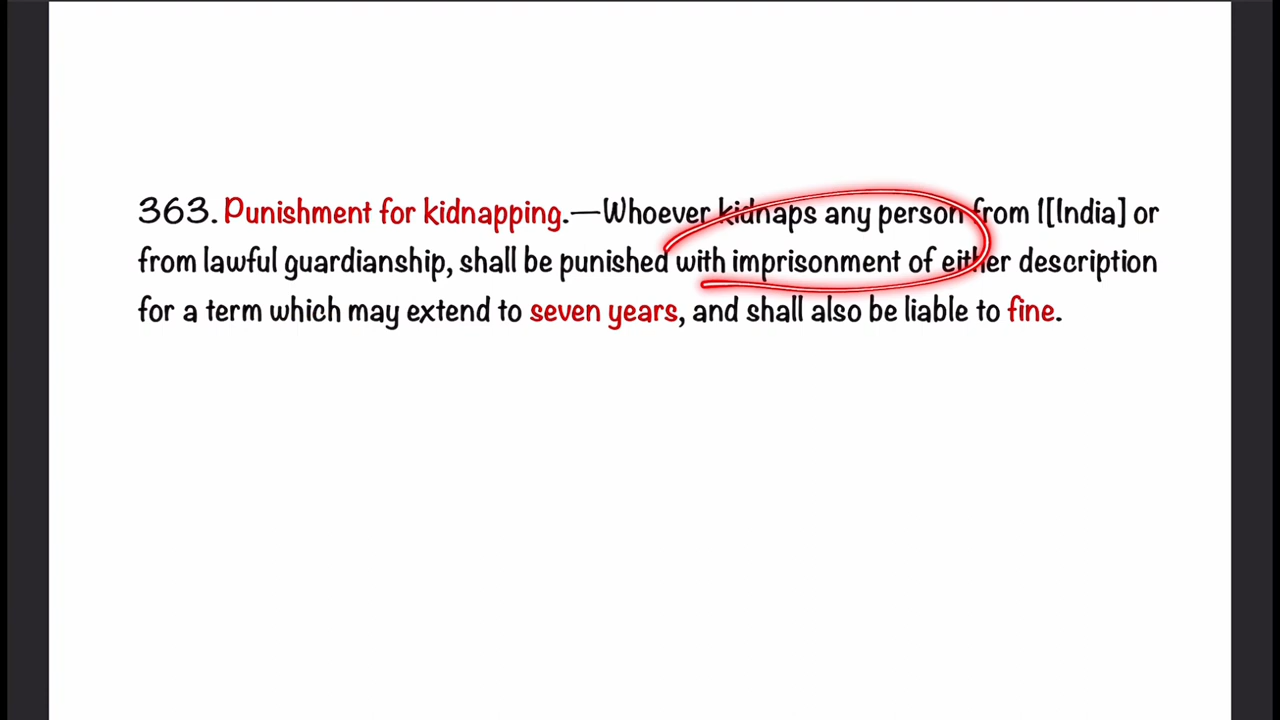 363. Punishment for kidnapping.—Whoever kidnaps any person from 1[India] or
from lawful guardianship, shall be punished with imprisonment of either description
for a term which may extend to seven years, and shall also be liable to fine.